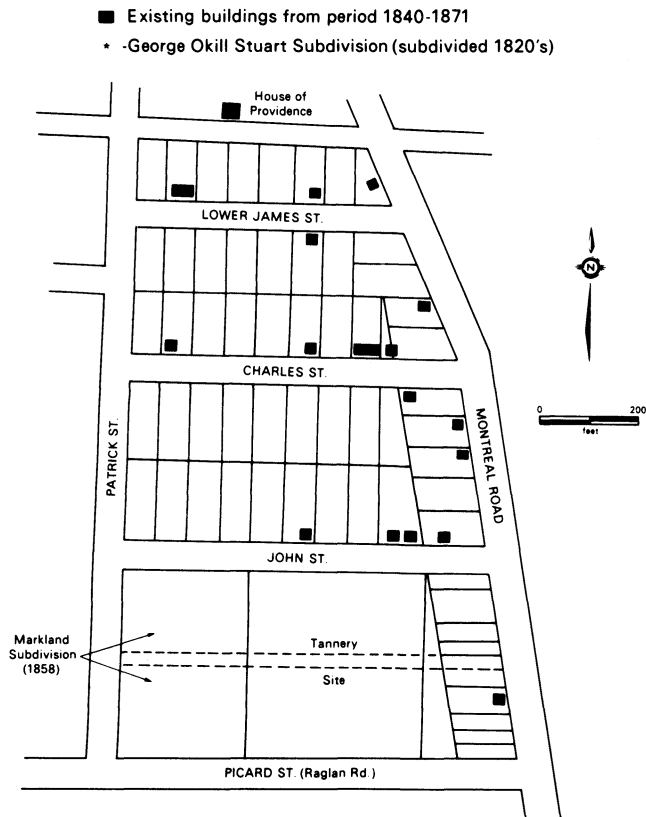 Existing buildings from period 1840-1871
* -George Okill Stuart Subdivision (subdivided 1820's)
House of
Providence
LOWER JAMES ST.
N
CHARLES ST.
0 200
feet
PATRICK ST.
MONTREAL ROAD
JOHN ST.
Markland
Subdivision
(1858)
Tannery
Site
PICARD ST. (Raglan Rd.)